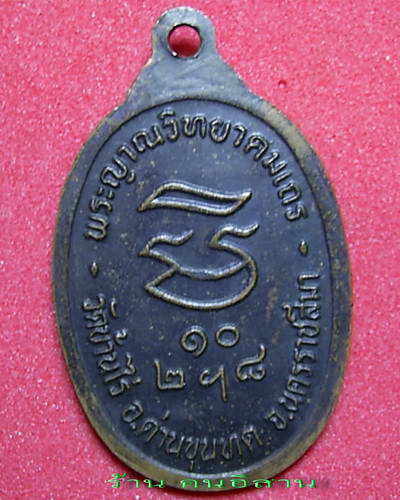 พระญาณวิทยาคมเถร
๑๐
๒ ฯ ๘
- วัดบ้านไร่ อ.ด่านขุนทด จ.นครราชสีมา -
ร้าน คนอีสาน